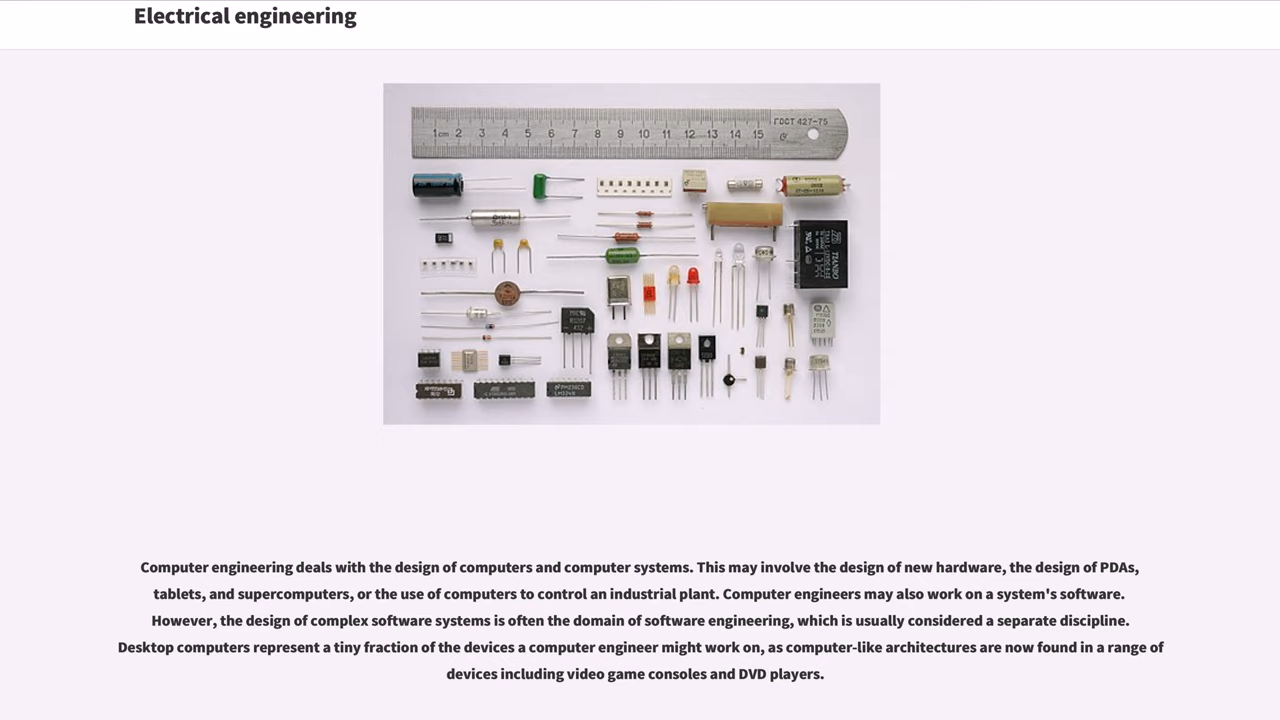 Electrical engineering
ГОСТ 427-75
1cm 2 3 4 5 6 7 8 9 10 11 12 13 14 15
TIANBO
Computer engineering deals with the design of computers and computer systems. This may involve the design of new hardware, the design of PDAs,
tablets, and supercomputers, or the use of computers to control an industrial plant. Computer engineers may also work on a system's software.
However, the design of complex software systems is often the domain of software engineering, which is usually considered a separate discipline.
Desktop computers represent a tiny fraction of the devices a computer engineer might work on, as computer-like architectures are now found in a range of
devices including video game consoles and DVD players.